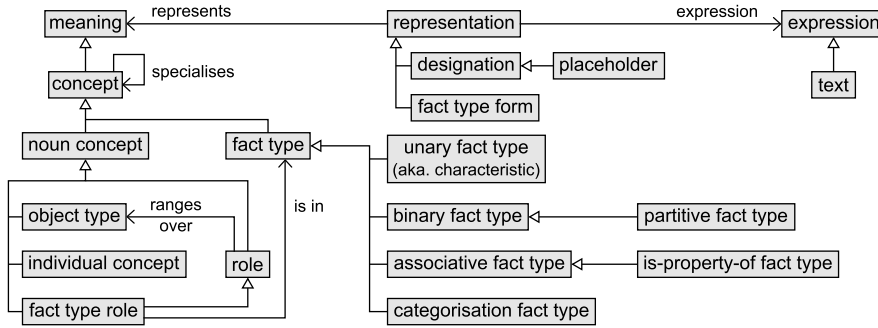 represents
expression
meaning
representation
expression
specialises
designation
placeholder
concept
text
fact type form
noun concept
fact type
unary fact type
(aka. characteristic)
object type
ranges
over
is in
binary fact type
partitive fact type
individual concept
role
associative fact type
is-property-of fact type
fact type role
categorisation fact type